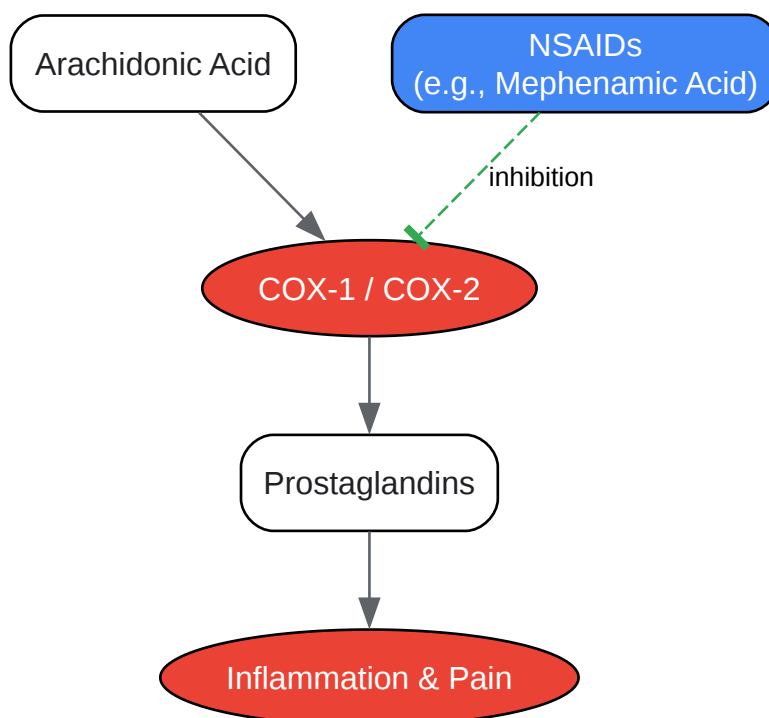 Arachidonic Acid
NSAIDs
(e.g., Mephenamic Acid)
inhibition
COX-1 / COX-2
Prostaglandins
Inflammation & Pain